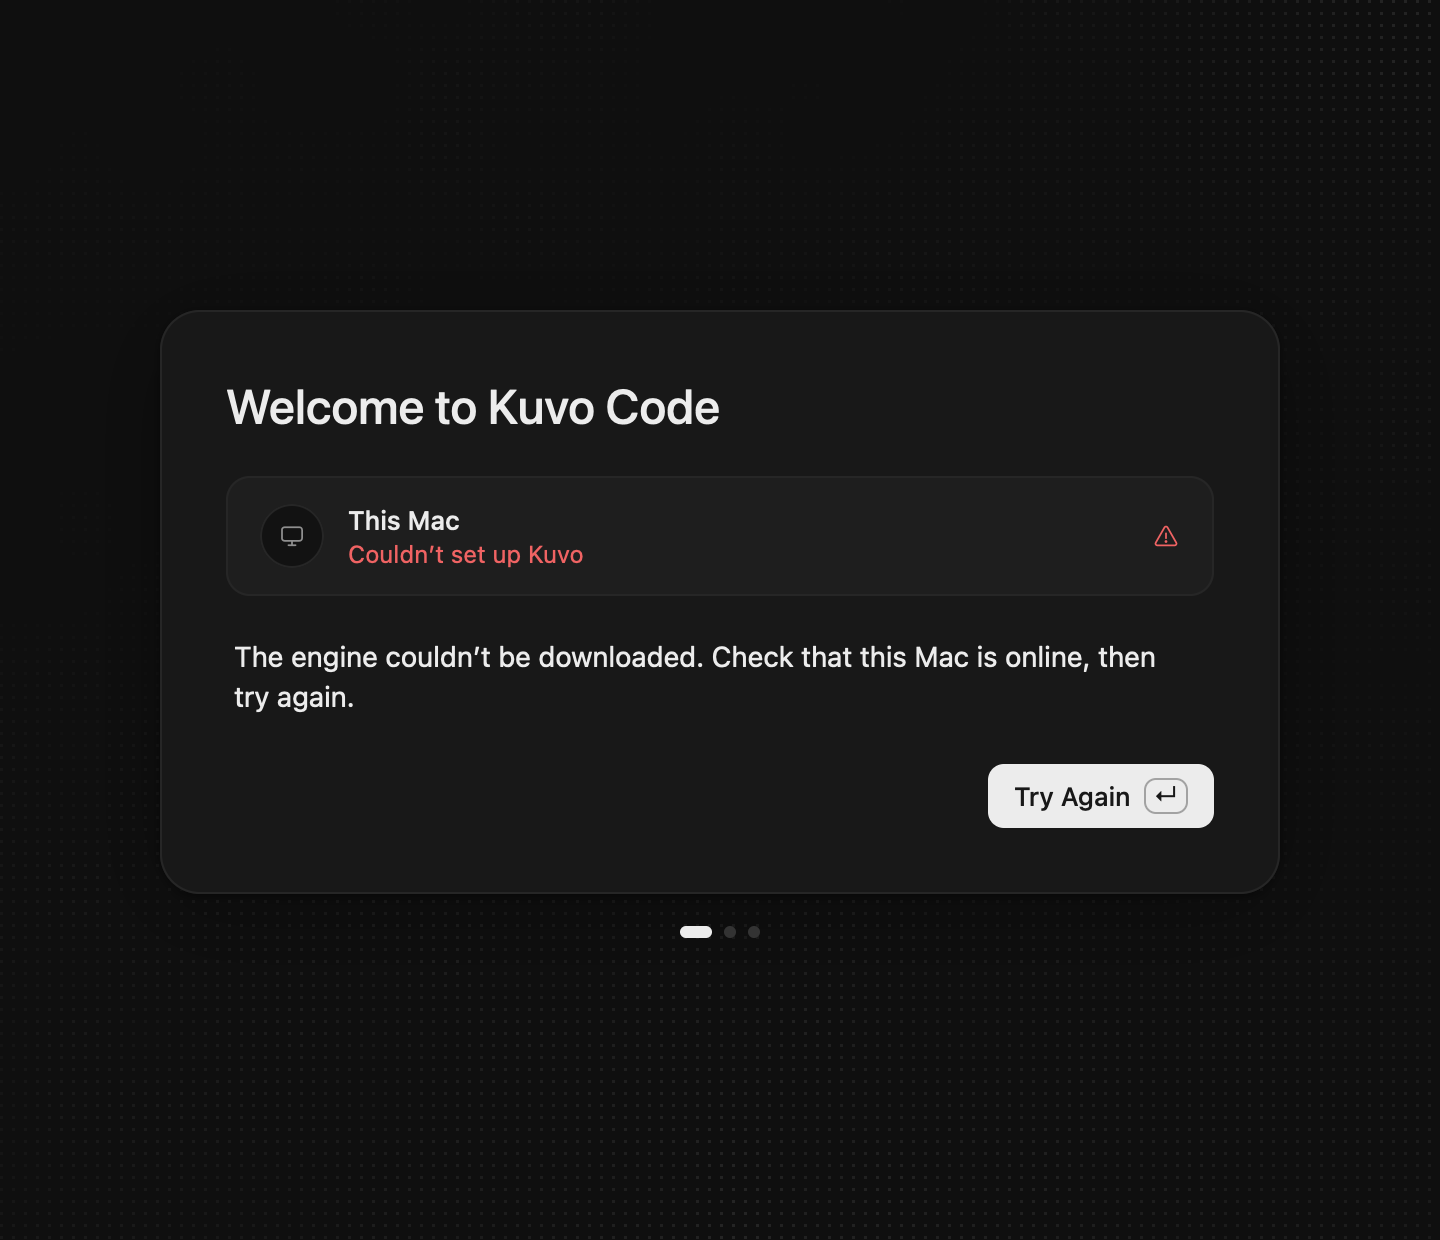 Welcome to Kuvo Code
This Mac
Couldn’t set up Kuvo
The engine couldn’t be downloaded. Check that this Mac is online, then
try again.
Try Again